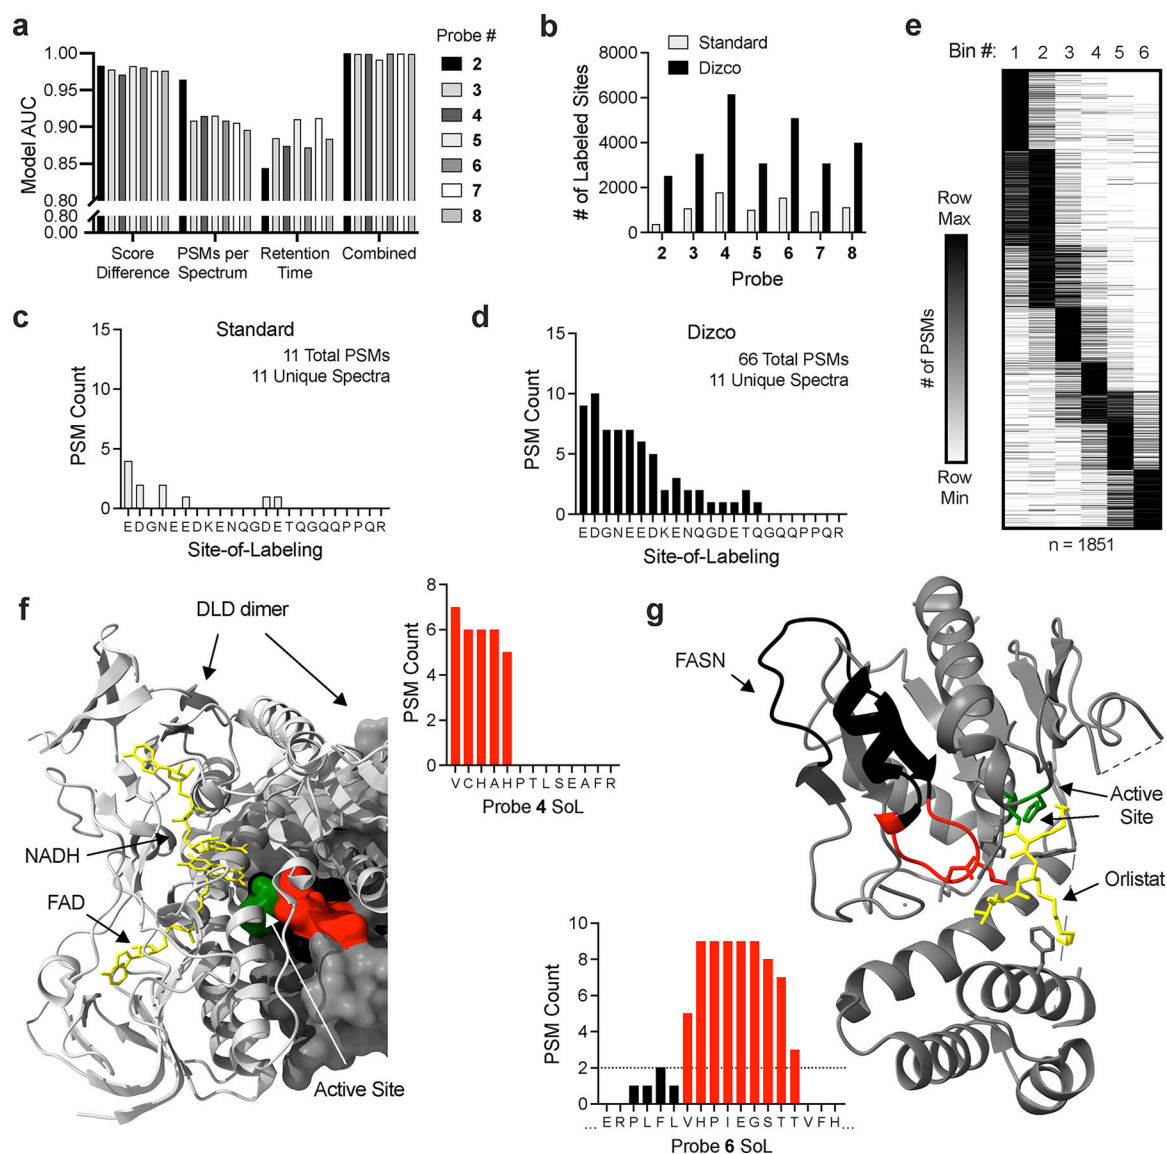 a
Model AUC
1.00
0.95
0.90
0.85
0.80
0.80
0.00
Score Difference
PSMs per Spectrum
Retention Time
Combined
Probe #
2
3
4
5
6
7
8
b
# of Labeled Sites
8000
6000
4000
2000
0
Standard
Dizco
2 3 4 5 6 7 8
Probe
c
Standard
11 Total PSMs
11 Unique Spectra
PSM Count
15
10
5
0
E D G N E E D K E N Q G D E T Q G Q Q P P Q R
Site-of-Labeling
d
Dizco
66 Total PSMs
11 Unique Spectra
PSM Count
15
10
5
0
E D G N E E D K E N Q G D E T Q G Q Q P P Q R
Site-of-Labeling
e
Bin #: 1 2 3 4 5 6
Row Max
# of PSMs
Row Min
n = 1851
f
DLD dimer
NADH
FAD
Active Site
PSM Count
8
6
4
2
0
V C H A H P T L S E A F R
Probe 4 SoL
g
FASN
Active Site
Orlistat
PSM Count
10
8
6
4
2
0
... E R P L F L V H P I E G S T T V F H...
Probe 6 SoL